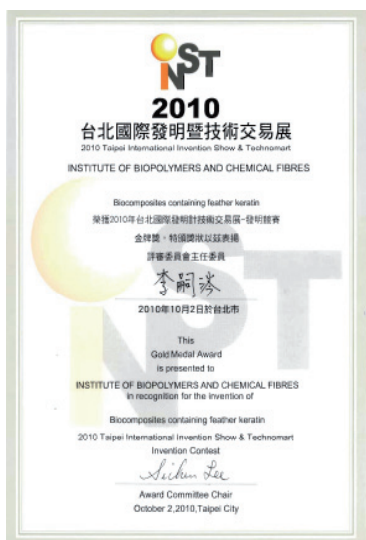 INST
2010
台北國際發明暨技術交易展
2010 Taipei International Invention Show & Technomart
INSTITUTE OF BIOPOLYMERS AND CHEMICAL FIBRES
Biocomposites containing feather keratin
榮獲2010年台北國際發明暨技術交易展-發明競賽
金牌獎，特頒獎狀以茲表揚
評審委員會主任委員
李嗣涔
2010年10月2日於台北市
This
Gold Medal Award
is presented to
INSTITUTE OF BIOPOLYMERS AND CHEMICAL FIBRES
in recognition for the invention of
Biocomposites containing feather keratin
2010 Taipei International Invention Show & Technomart
Invention Contest
Sichen Lee
Award Committee Chair
October 2,2010,Taipei City